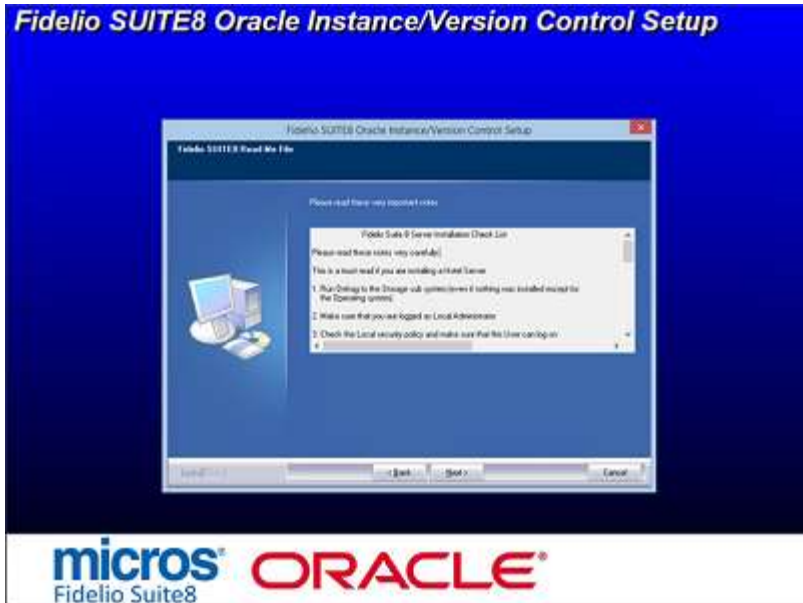 Fidelio SUITE8 Oracle Instance/Version Control Setup
Fidelio SUITE8 Oracle Instance/Version Control Setup
Fidelio SUITE8 Read Me File
Please read these very important notes
Fidelio Suite 8 Server Installation Check List
Please read these notes very carefully!
This is a must read if you are installing a Hotel Server
1. Run Defrag to the Storage sub system (even if nothing was installed except for
the Operating system)
2. Make sure that you are logged as Local Administrator
3. Check the Local security policy and make sure that this User can log on
< Back
Next >
Cancel
micros
ORACLE
Fidelio Suite8